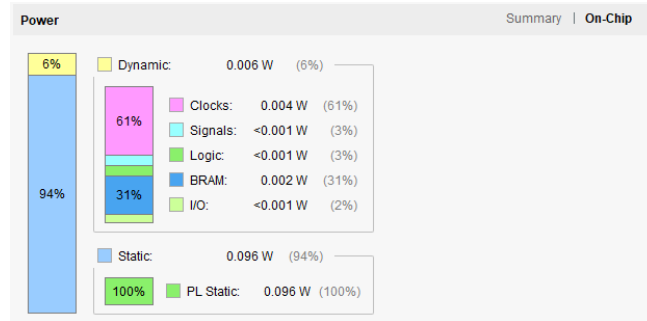 Power Summary | On-Chip
6% Dynamic: 0.006 W (6%)
61% Clocks: 0.004 W (61%)
Signals: <0.001 W (3%)
Logic: <0.001 W (3%)
94% 31% BRAM: 0.002 W (31%)
I/O: <0.001 W (2%)
Static: 0.096 W (94%)
100% PL Static: 0.096 W (100%)